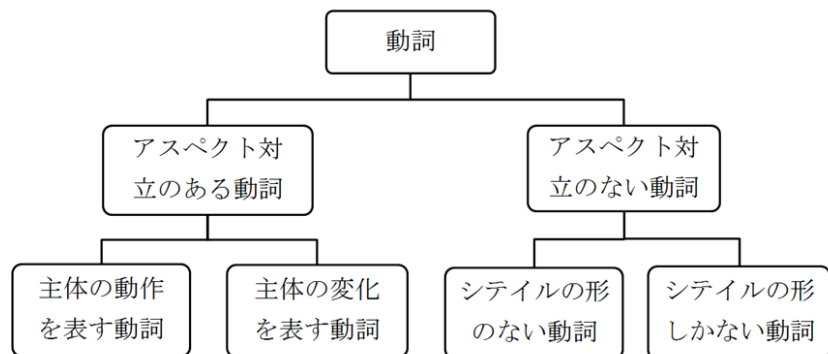 動詞
アスペクト対
立のある動詞
アスペクト対
立のない動詞
主体の動作
を表す動詞
主体の変化
を表す動詞
シテイルの形
のない動詞
シテイルの形
しかない動詞